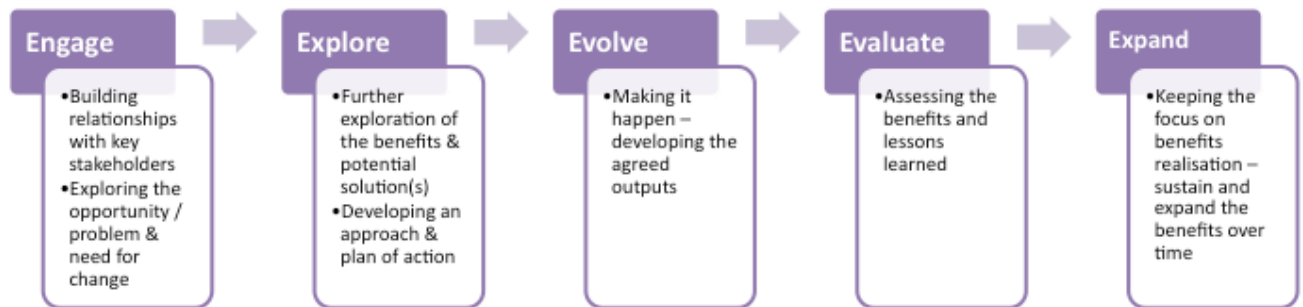 Engage
•Building
relationships
with key
stakeholders
•Exploring the
opportunity /
problem &
need for
change
Explore
•Further
exploration of
the benefits &
potential
solution(s)
•Developing an
approach &
plan of action
Evolve
•Making it
happen –
developing the
agreed
outputs
Evaluate
•Assessing the
benefits and
lessons
learned
Expand
•Keeping the
focus on
benefits
realisation –
sustain and
expand the
benefits over
time